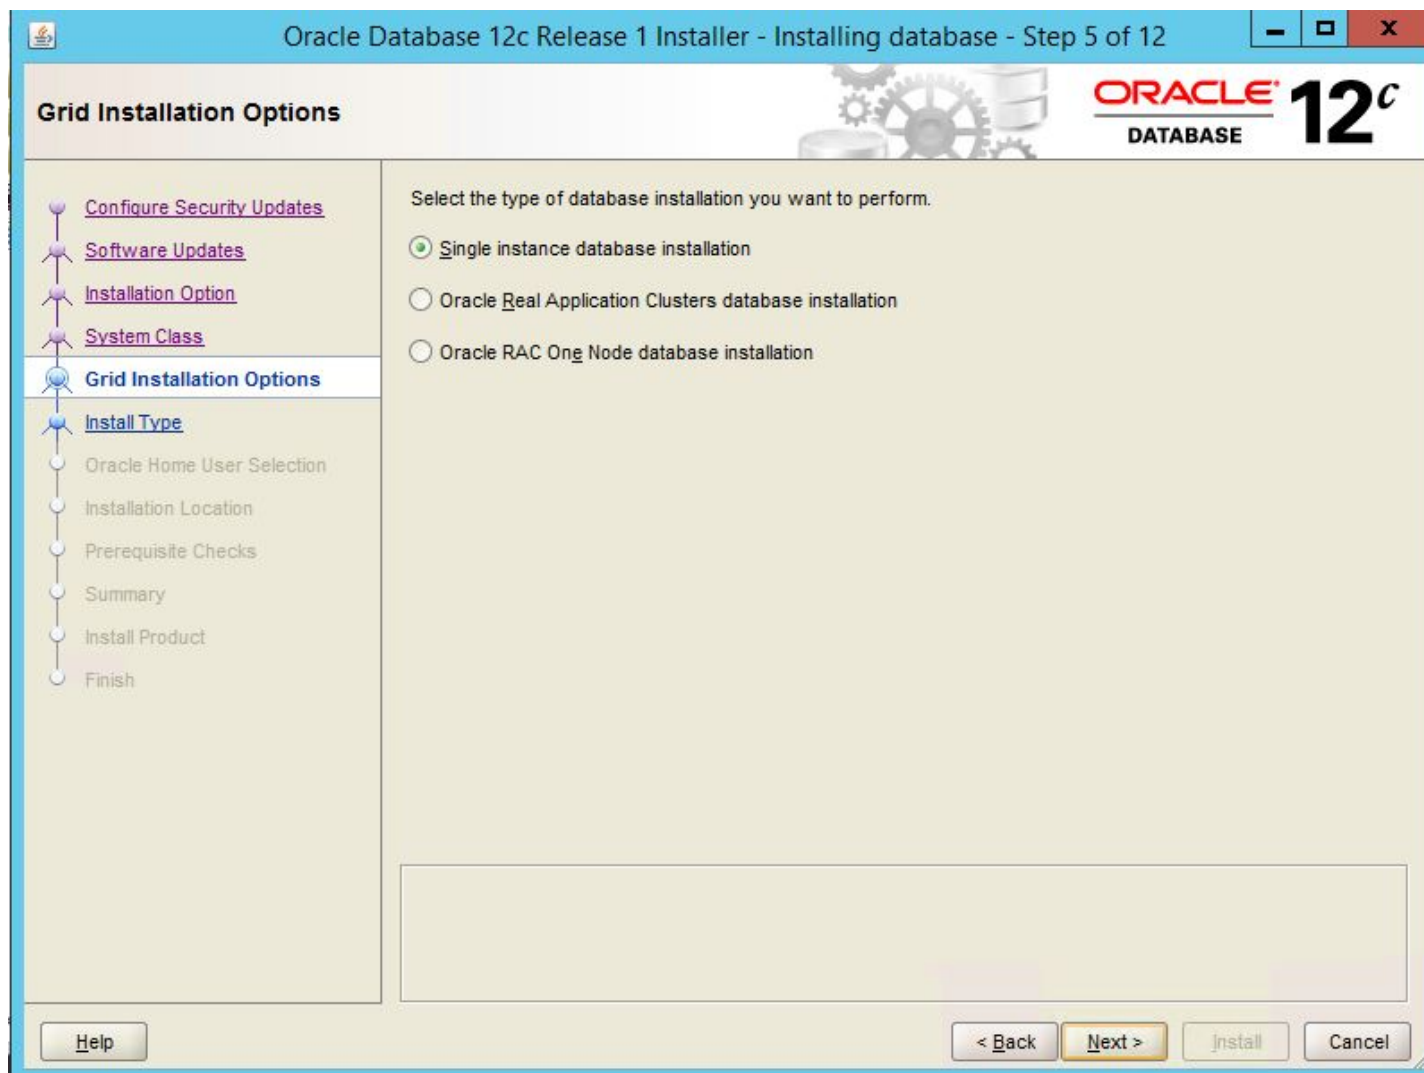 Oracle Database 12c Release 1 Installer - Installing database - Step 5 of 12
Grid Installation Options
ORACLE
DATABASE
12c
Configure Security Updates
Software Updates
Installation Option
System Class
Grid Installation Options
Install Type
Oracle Home User Selection
Installation Location
Prerequisite Checks
Summary
Install Product
Finish
Select the type of database installation you want to perform.
Single instance database installation
Oracle Real Application Clusters database installation
Oracle RAC One Node database installation
Help
< Back
Next >
Install
Cancel